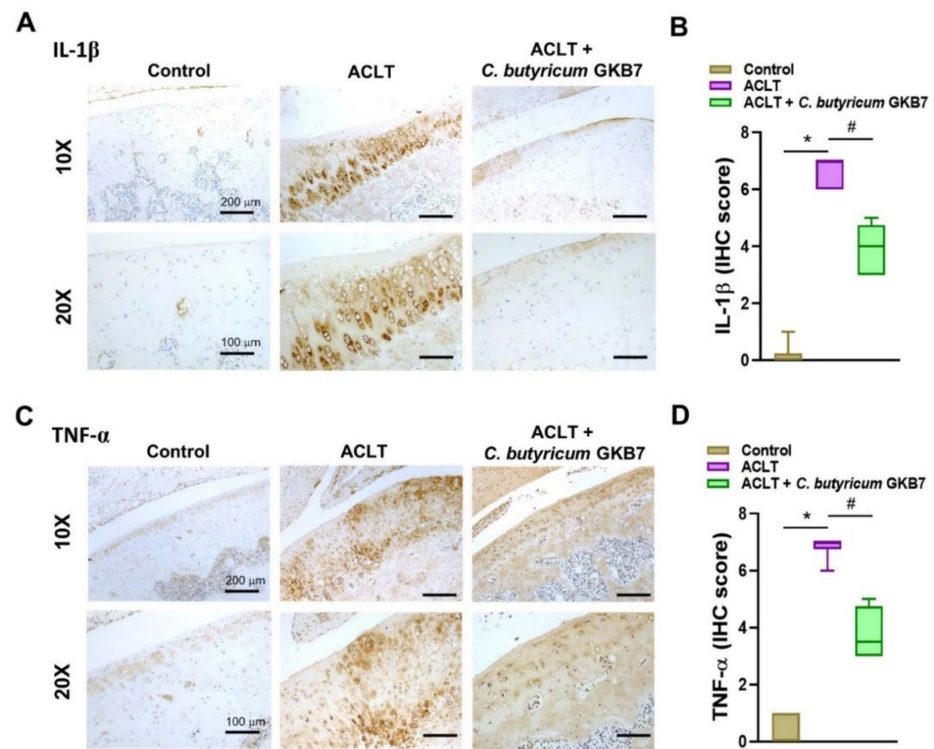 A
IL-1β
Control
ACLT
ACLT +
C. butyricum GKB7
10X
200 μm
20X
100 μm
B
Control
ACLT
ACLT + C. butyricum GKB7
IL-1β (IHC score)
8
6
4
2
0
*
#
C
TNF-α
Control
ACLT
ACLT +
C. butyricum GKB7
10X
200 μm
20X
100 μm
D
Control
ACLT
ACLT + C. butyricum GKB7
TNF-α (IHC score)
8
6
4
2
0
*
#